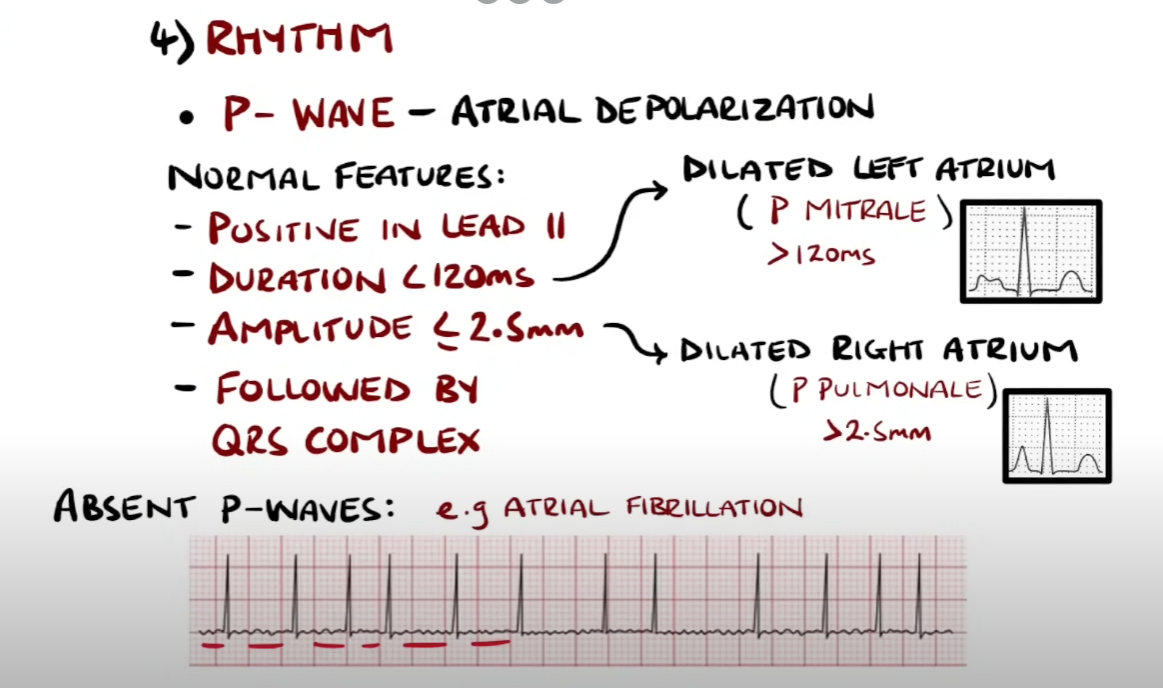 4) RHYTHM
• P- WAVE – ATRIAL DEPOLARIZATION
NORMAL FEATURES:
- POSITIVE IN LEAD II
- DURATION <120ms
- AMPLITUDE ≤ 2.5mm
- FOLLOWED BY
QRS COMPLEX
DILATED LEFT ATRIUM
( P MITRALE )
>120ms
DILATED RIGHT ATRIUM
(P PULMONALE)
>2.5mm
ABSENT P-WAVES: e.g ATRIAL FIBRILLATION